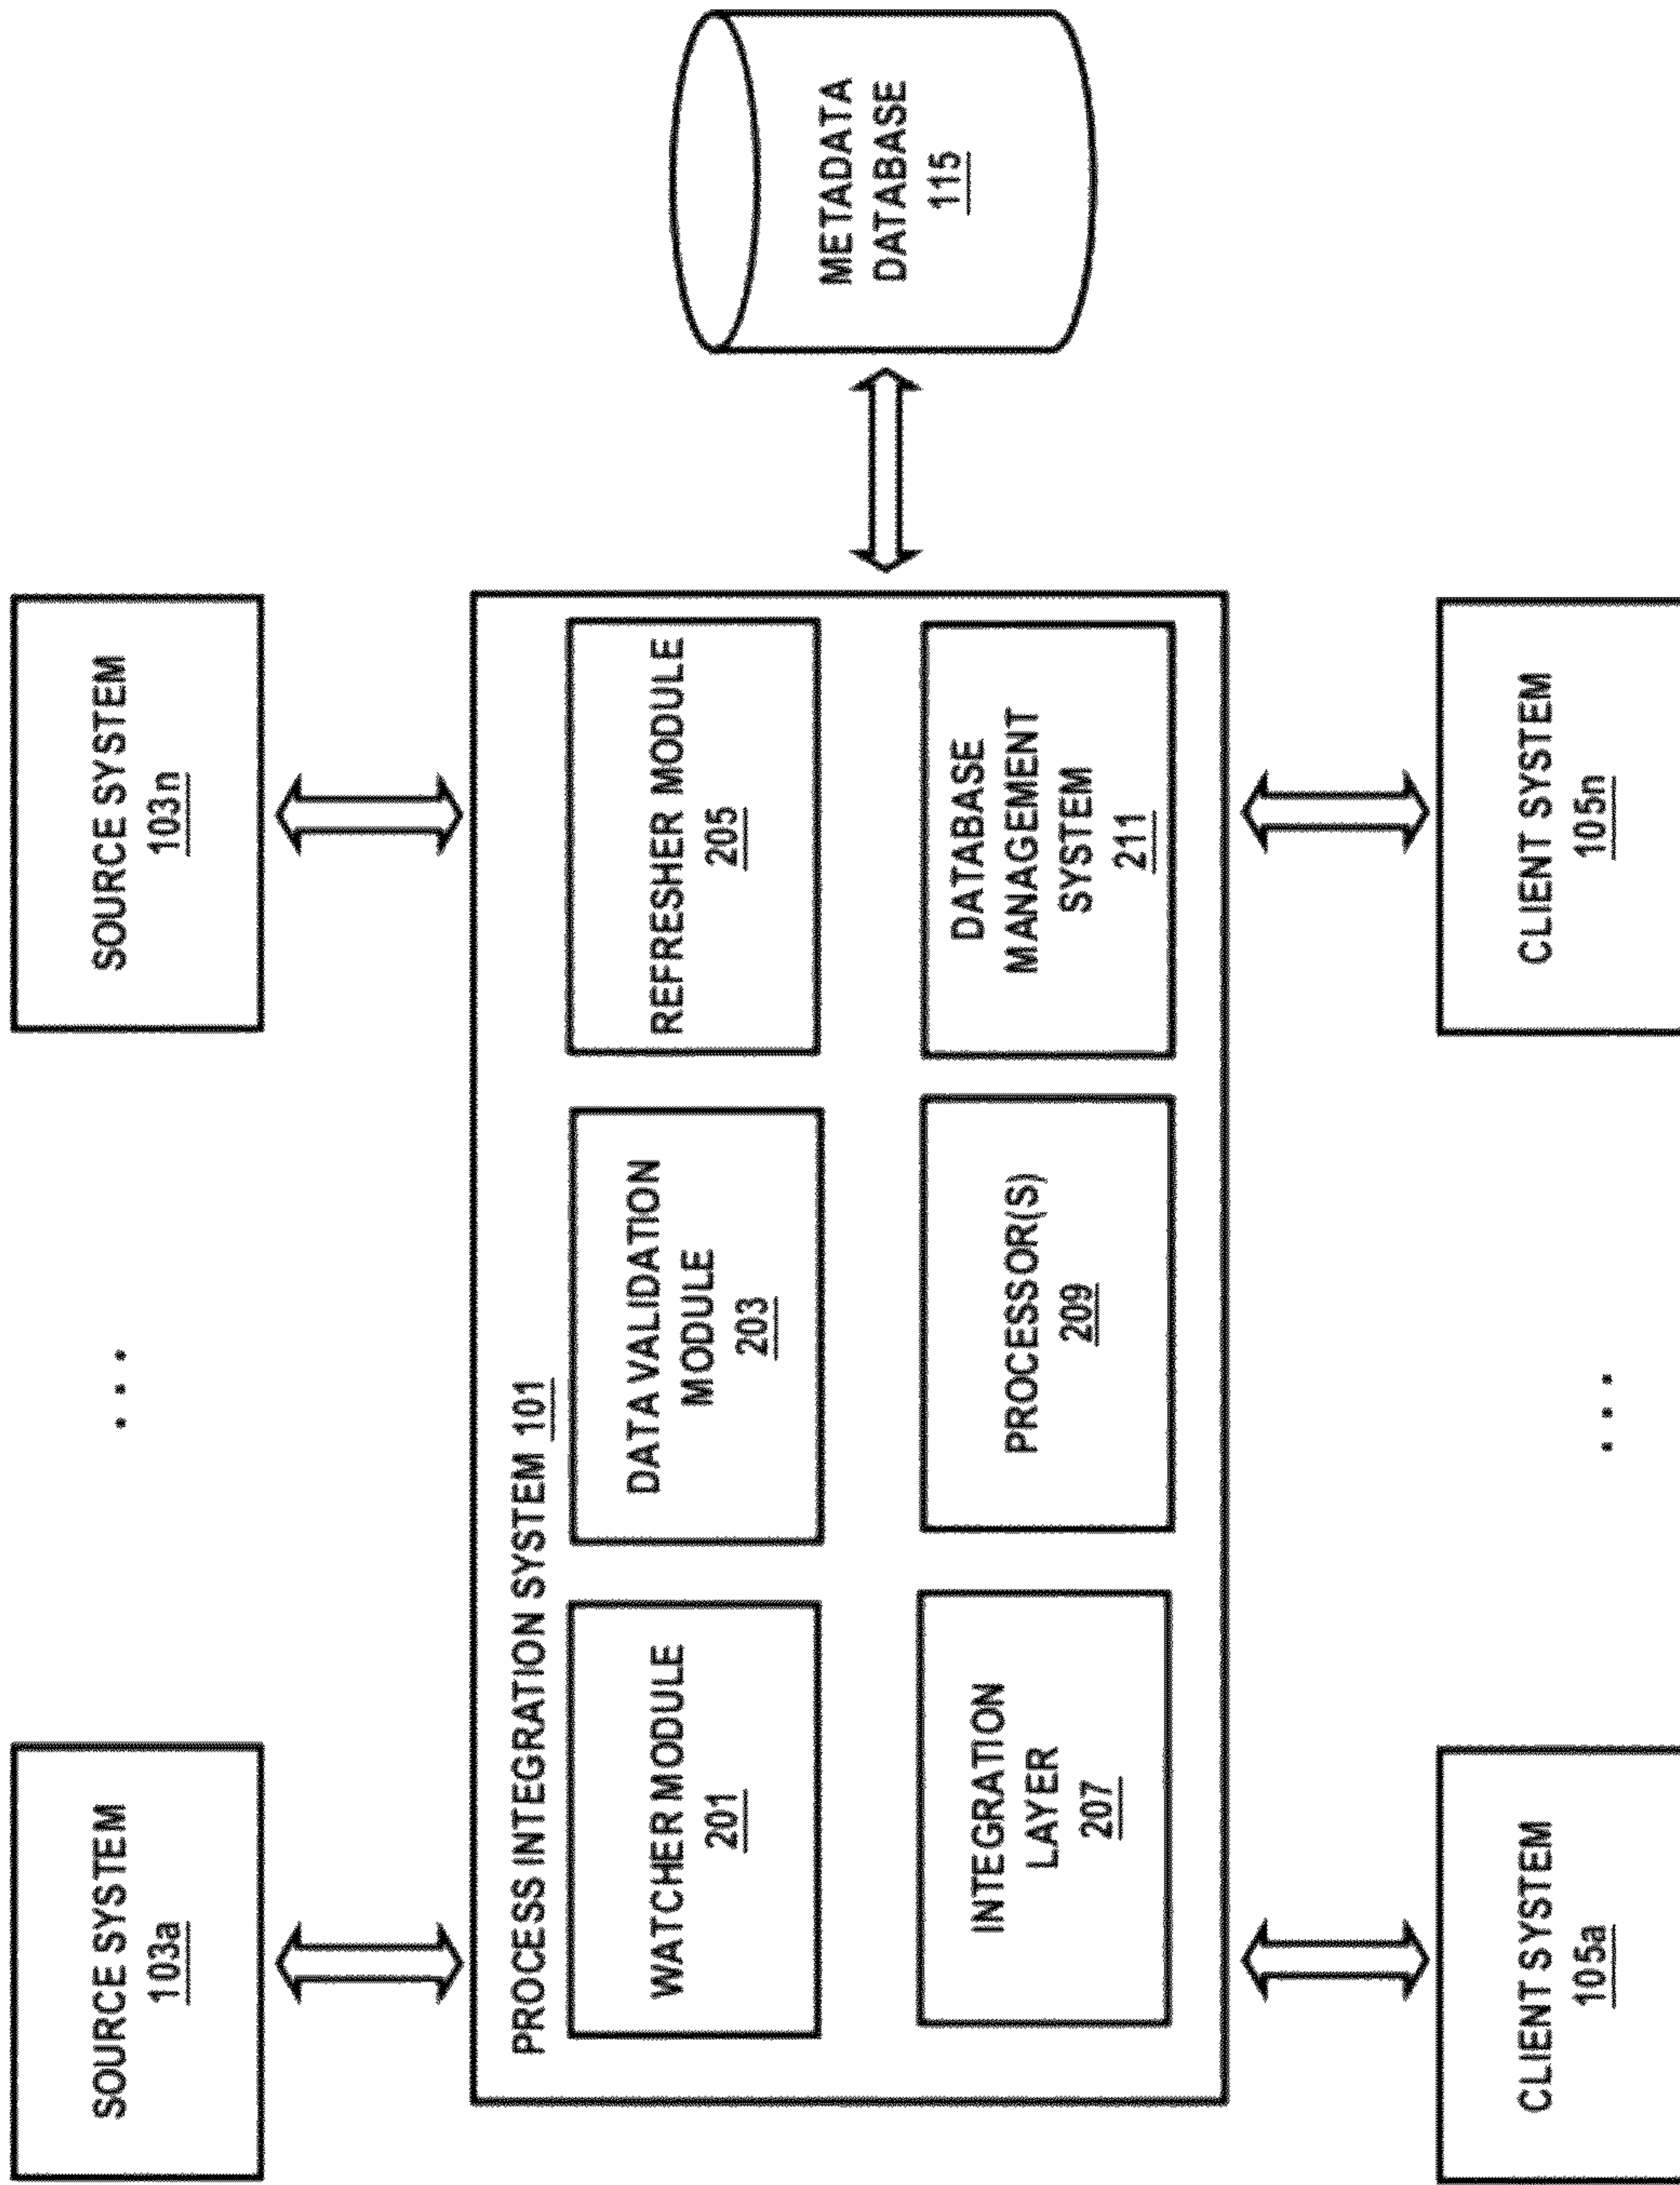 SOURCE SYSTEM
103a
. . .
SOURCE SYSTEM
103n
PROCESS INTEGRATION SYSTEM 101
WATCHER MODULE
201
DATA VALIDATION
MODULE
203
REFRESHER MODULE
205
INTEGRATION
LAYER
207
PROCESSOR(S)
209
DATABASE
MANAGEMENT
SYSTEM
211
METADATA
DATABASE
115
CLIENT SYSTEM
105a
. . .
CLIENT SYSTEM
105n